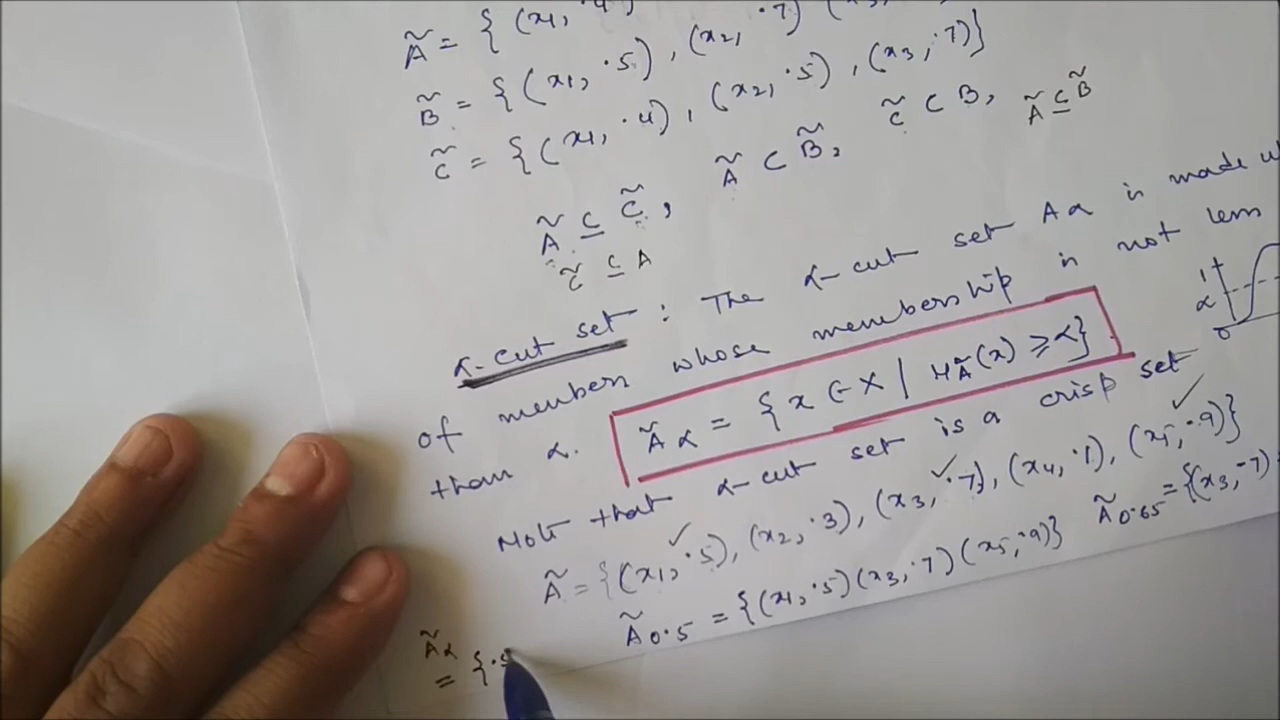 Ã = { (x1, .4) (x2, .7) (x3,
B̃ = {(x1, .5), (x2, .5), (x3, .7)}
C̃ = {(x1, .4), 
Ã ⊆ C̃, Ã ⊂ B̃, C̃ ⊂ B, Ã ⊆ B̃
C̃ ⊆ A
α-cut set : The α-cut set Aα is made
of members whose membership is not less
than α. Ãα = {x ∈ X | μÃ(x) ⩾ α}
Note that α-cut set is a crisp set
Ã = {(x1, .5), (x2, .3), (x3, .7), (x4, .1), (x5, .9)}
Ã0.5 = {(x1, .5) (x3, .7) (x5, .9)} Ã0.65 = {(x3, .7)
Ãα
= {.5
1
α
0